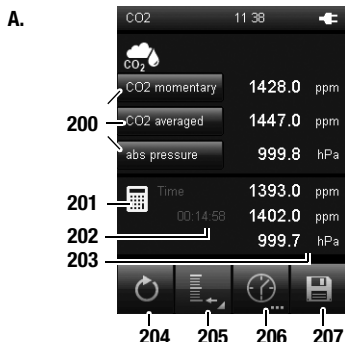 A.
CO2 11 38
CO2
CO2 momentary 1428.0 ppm
200 CO2 averaged 1447.0 ppm
abs pressure 999.8 hPa
201 Time 1393.0 ppm
202 00:14:58 1402.0 ppm
203 999.7 hPa
204 205 206 207